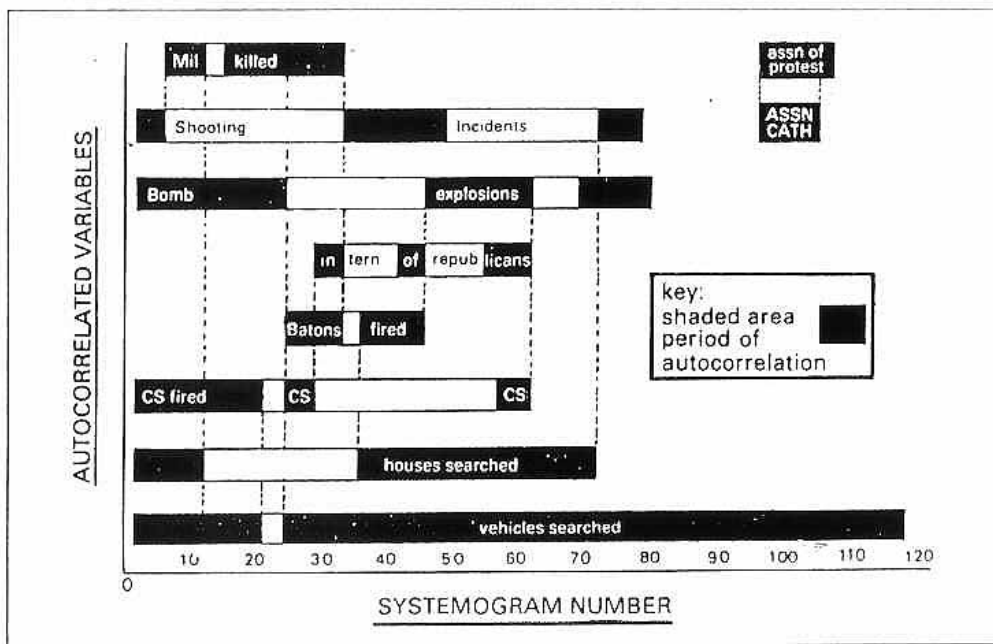 Mil killed
assn of
protest
ASSN
CATH
Shooting Incidents
Bomb explosions
in tern of repub licans
Batons fired
CS fired CS CS
houses searched
vehicles searched
key:
shaded area
period of
autocorrelation
AUTOCORRELATED VARIABLES
0 10 20 30 40 50 60 70 80 90 100 110 120
SYSTEMOGRAM NUMBER